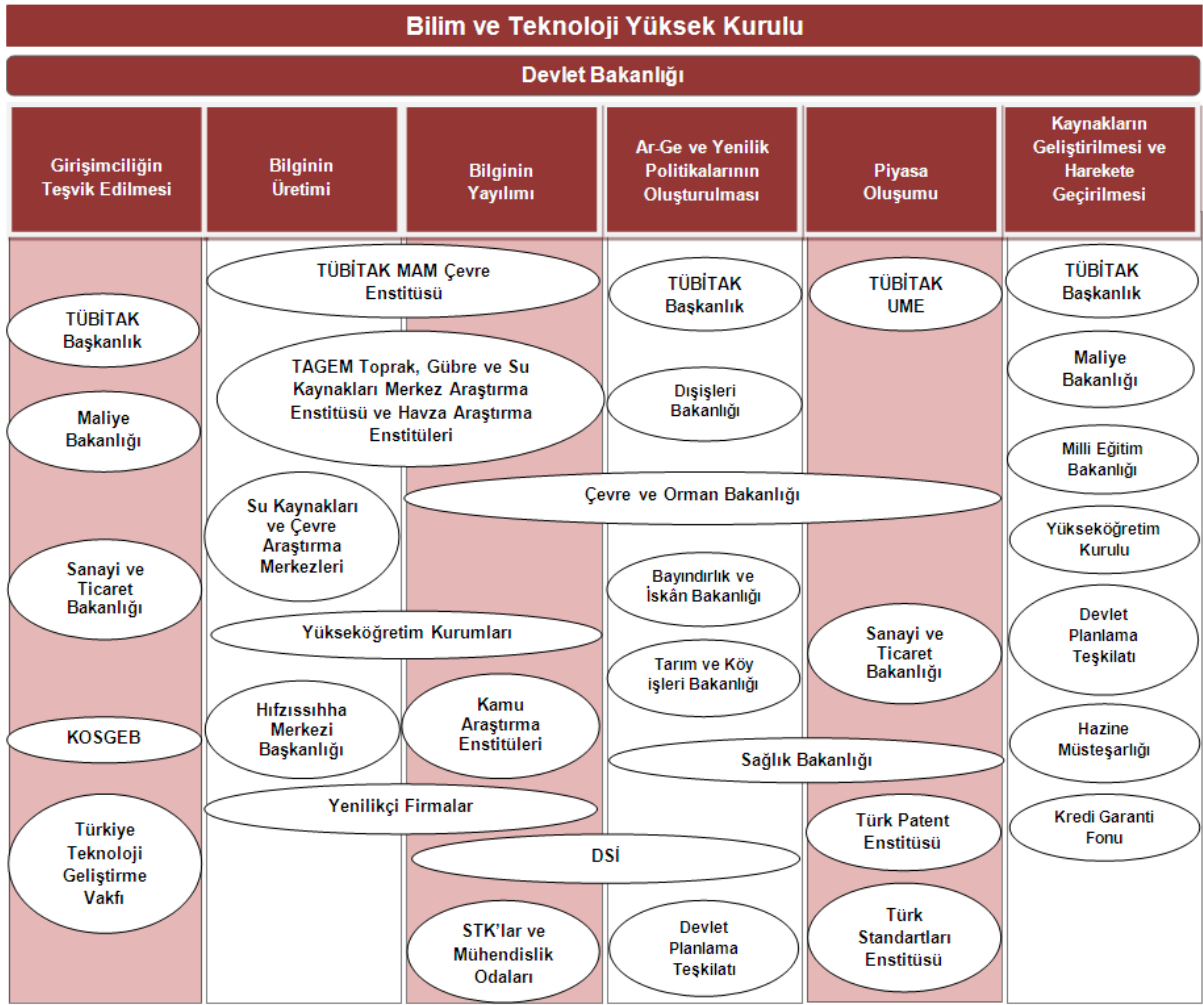 Bilim ve Teknoloji Yüksek Kurulu
Devlet Bakanlığı
Girişimciliğin
Teşvik Edilmesi
Bilginin
Üretimi
Bilginin
Yayılımı
Ar-Ge ve Yenilik
Politikalarının
Oluşturulması
Piyasa
Oluşumu
Kaynakların
Geliştirilmesi ve
Harekete
Geçirilmesi
TÜBİTAK
Başkanlık
Maliye
Bakanlığı
Sanayi ve
Ticaret
Bakanlığı
KOSGEB
Türkiye
Teknoloji
Geliştirme
Vakfı
TÜBİTAK MAM Çevre
Enstitüsü
TAGEM Toprak, Gübre ve Su
Kaynakları Merkez Araştırma
Enstitüsü ve Havza Araştırma
Enstitüleri
Su Kaynakları
ve Çevre
Araştırma
Merkezleri
Yükseköğretim Kurumları
Hıfzıssıhha
Merkezi
Başkanlığı
Kamu
Araştırma
Enstitüleri
Yenilikçi Firmalar
DSİ
STK'lar ve
Mühendislik
Odaları
TÜBİTAK
Başkanlık
Dışişleri
Bakanlığı
Çevre ve Orman Bakanlığı
Bayındırlık ve
İskân Bakanlığı
Tarım ve Köy
işleri Bakanlığı
Sağlık Bakanlığı
Devlet
Planlama
Teşkilatı
TÜBİTAK
UME
Sanayi ve
Ticaret
Bakanlığı
Türk Patent
Enstitüsü
Türk
Standartları
Enstitüsü
TÜBİTAK
Başkanlık
Maliye
Bakanlığı
Milli Eğitim
Bakanlığı
Yükseköğretim
Kurulu
Devlet
Planlama
Teşkilatı
Hazine
Müsteşarlığı
Kredi Garanti
Fonu